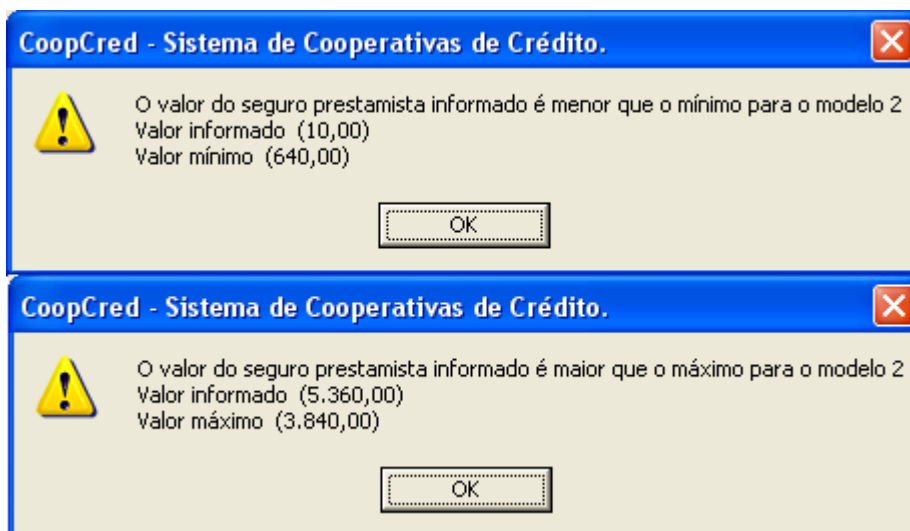 CoopCred - Sistema de Cooperativas de Crédito.
O valor do seguro prestamista informado é menor que o mínimo para o modelo 2
Valor informado (10,00)
Valor mínimo (640,00)
OK
CoopCred - Sistema de Cooperativas de Crédito.
O valor do seguro prestamista informado é maior que o máximo para o modelo 2
Valor informado (5.360,00)
Valor máximo (3.840,00)
OK